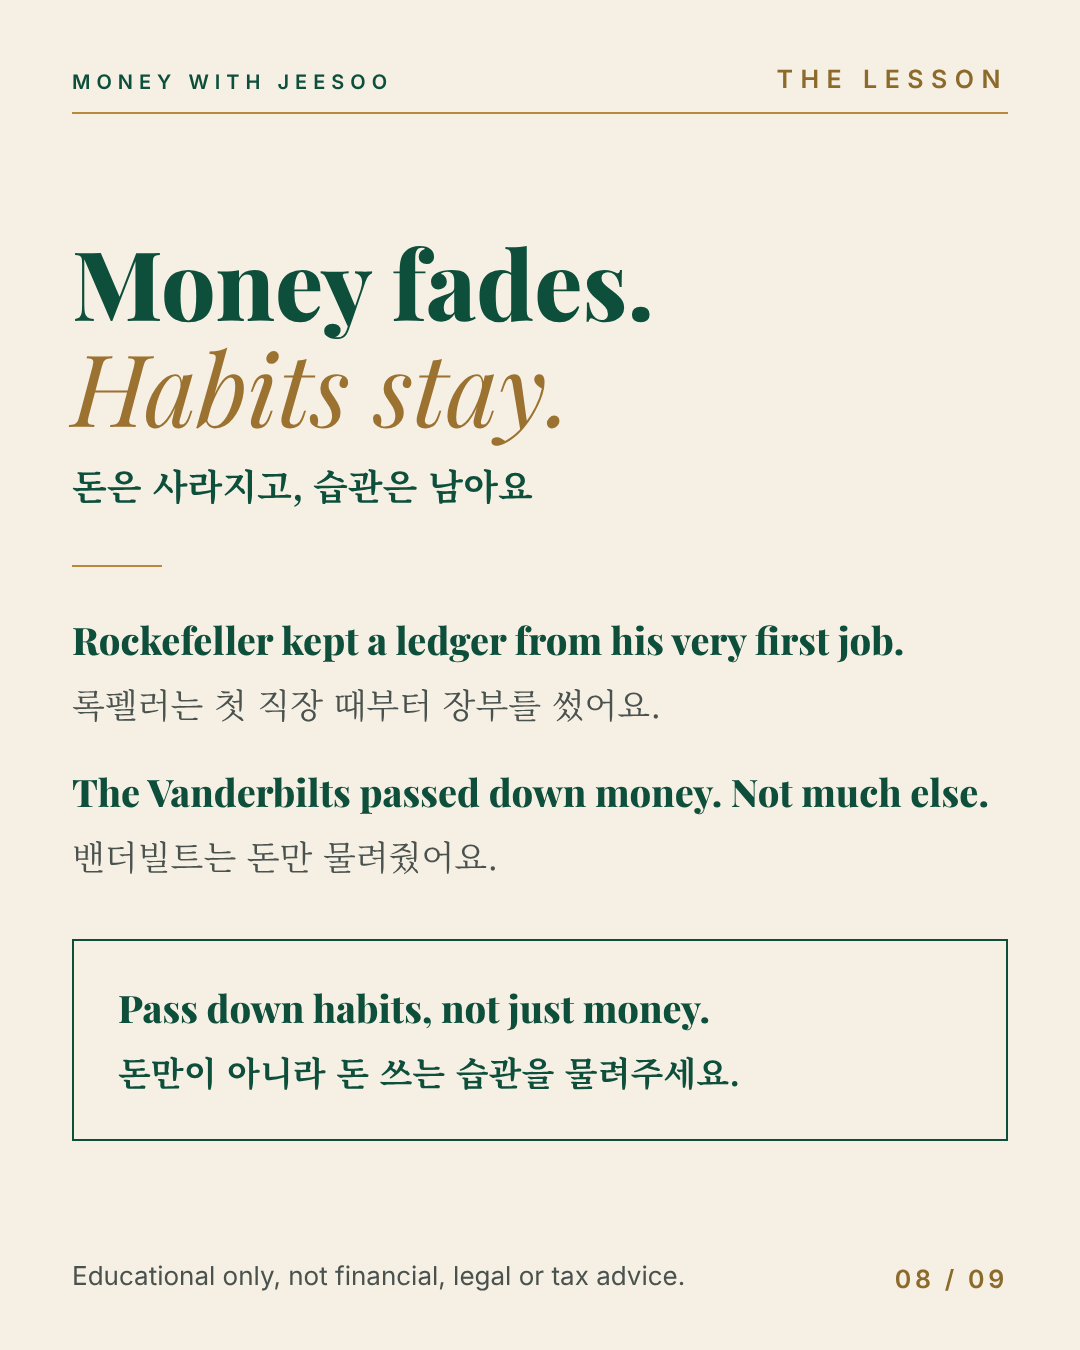 MONEY WITH JEESOO
THE LESSON
Money fades.
Habits stay.
돈은 사라지고, 습관은 남아요
Rockefeller kept a ledger from his very first job.
록펠러는 첫 직장 때부터 장부를 썼어요.
The Vanderbilts passed down money. Not much else.
밴더빌트는 돈만 물려줬어요.
Pass down habits, not just money.
돈만이 아니라 돈 쓰는 습관을 물려주세요.
Educational only, not financial, legal or tax advice.
08 / 09